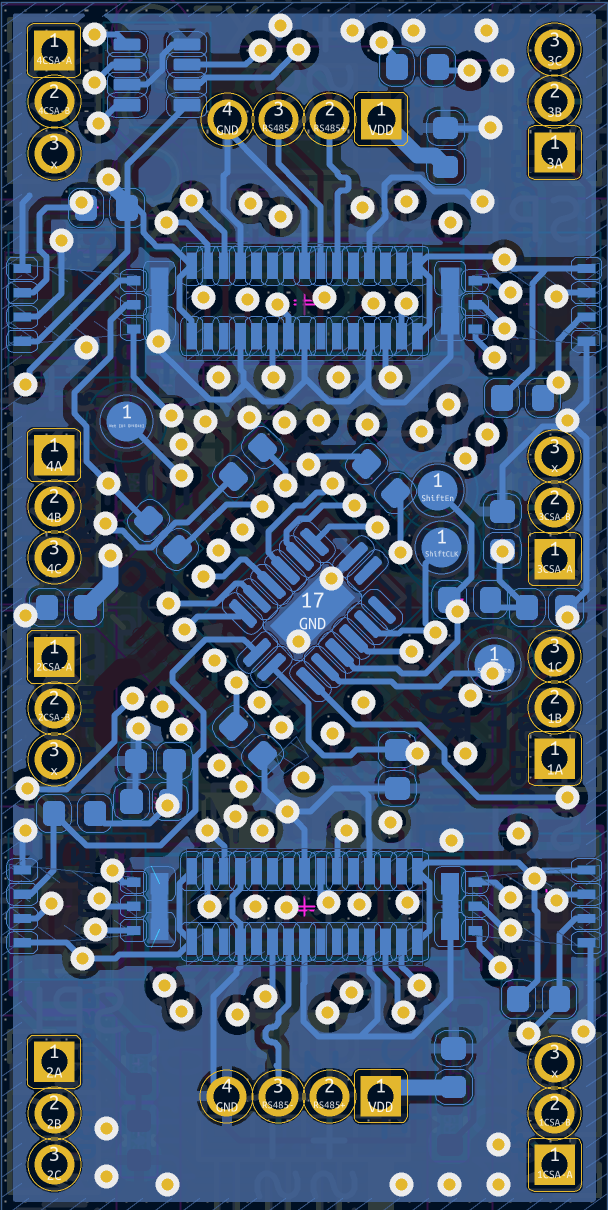 1
4CSA-A
2
4CSA-B
3
x
4
GND
3
RS485-
2
RS485+
1
VDD
3
3C
2
3B
1
3A
1
4A
2
4B
3
4C
1
1
ShiftEn
1
ShiftCLK
3
x
2
3CSA-B
1
3CSA-A
17
GND
1
2CSA-A
2
2CSA-B
3
x
1
3
1C
2
1B
1
1A
1
2A
2
2B
3
2C
4
GND
3
RS485-
2
RS485+
1
VDD
3
x
2
1CSA-B
1
1CSA-A